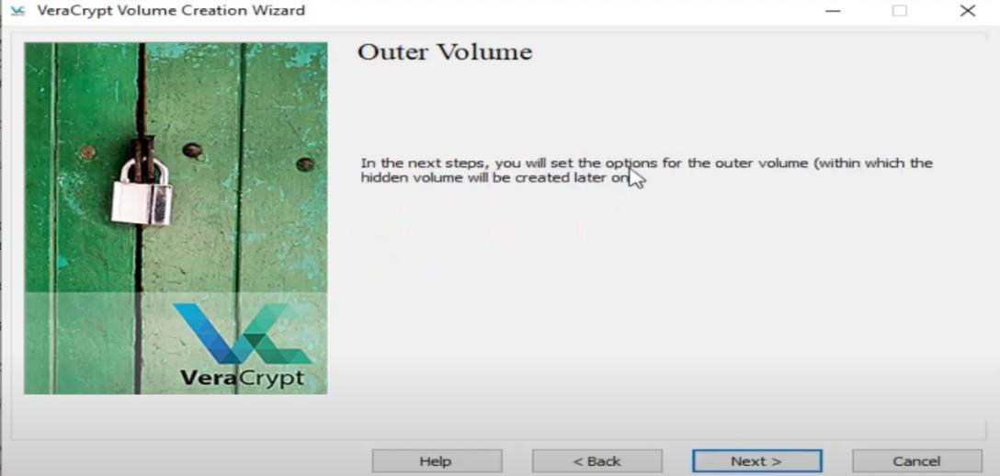 VeraCrypt Volume Creation Wizard
Outer Volume
In the next steps, you will set the options for the outer volume (within which the
hidden volume will be created later on
VeraCrypt
Help
< Back
Next >
Cancel